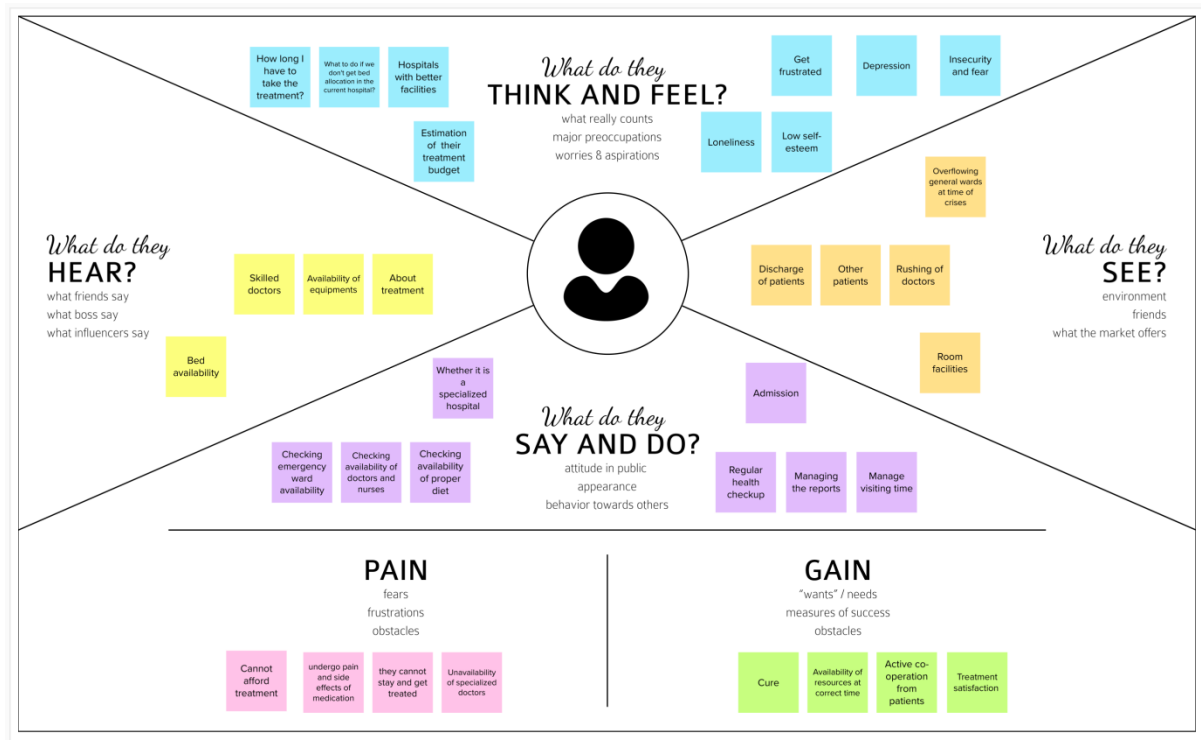 How long I
have to
take the
treatment?
What to do if we
don't get bed
allocation in the
current hospital?
Hospitals
with better
facilities
Estimation
of their
treatment
budget
What do they
THINK AND FEEL?
what really counts
major preoccupations
worries & aspirations
Get
frustrated
Depression
Insecurity
and fear
Loneliness
Low self-
esteem
What do they
HEAR?
what friends say
what boss say
what influencers say
Skilled
doctors
Availability of
equipments
About
treatment
Bed
availability
Overflowing
general wards
at time of
crises
Discharge
of patients
Other
patients
Rushing of
doctors
Room
facilities
What do they
SEE?
environment
friends
what the market offers
Whether it is
a
specialized
hospital
Checking
emergency
ward
availability
Checking
availability of
doctors and
nurses
Checking
availability
of proper
diet
What do they
SAY AND DO?
attitude in public
appearance
behavior towards others
Admission
Regular
health
checkup
Managing
the reports
Manage
visiting time
PAIN
fears
frustrations
obstacles
Cannot
afford
treatment
undergo pain
and side
effects of
medication
they cannot
stay and get
treated
Unavailability
of specialized
doctors
GAIN
"wants" / needs
measures of success
obstacles
Cure
Availability of
resources at
correct time
Active co-
operation
from
patients
Treatment
satisfaction